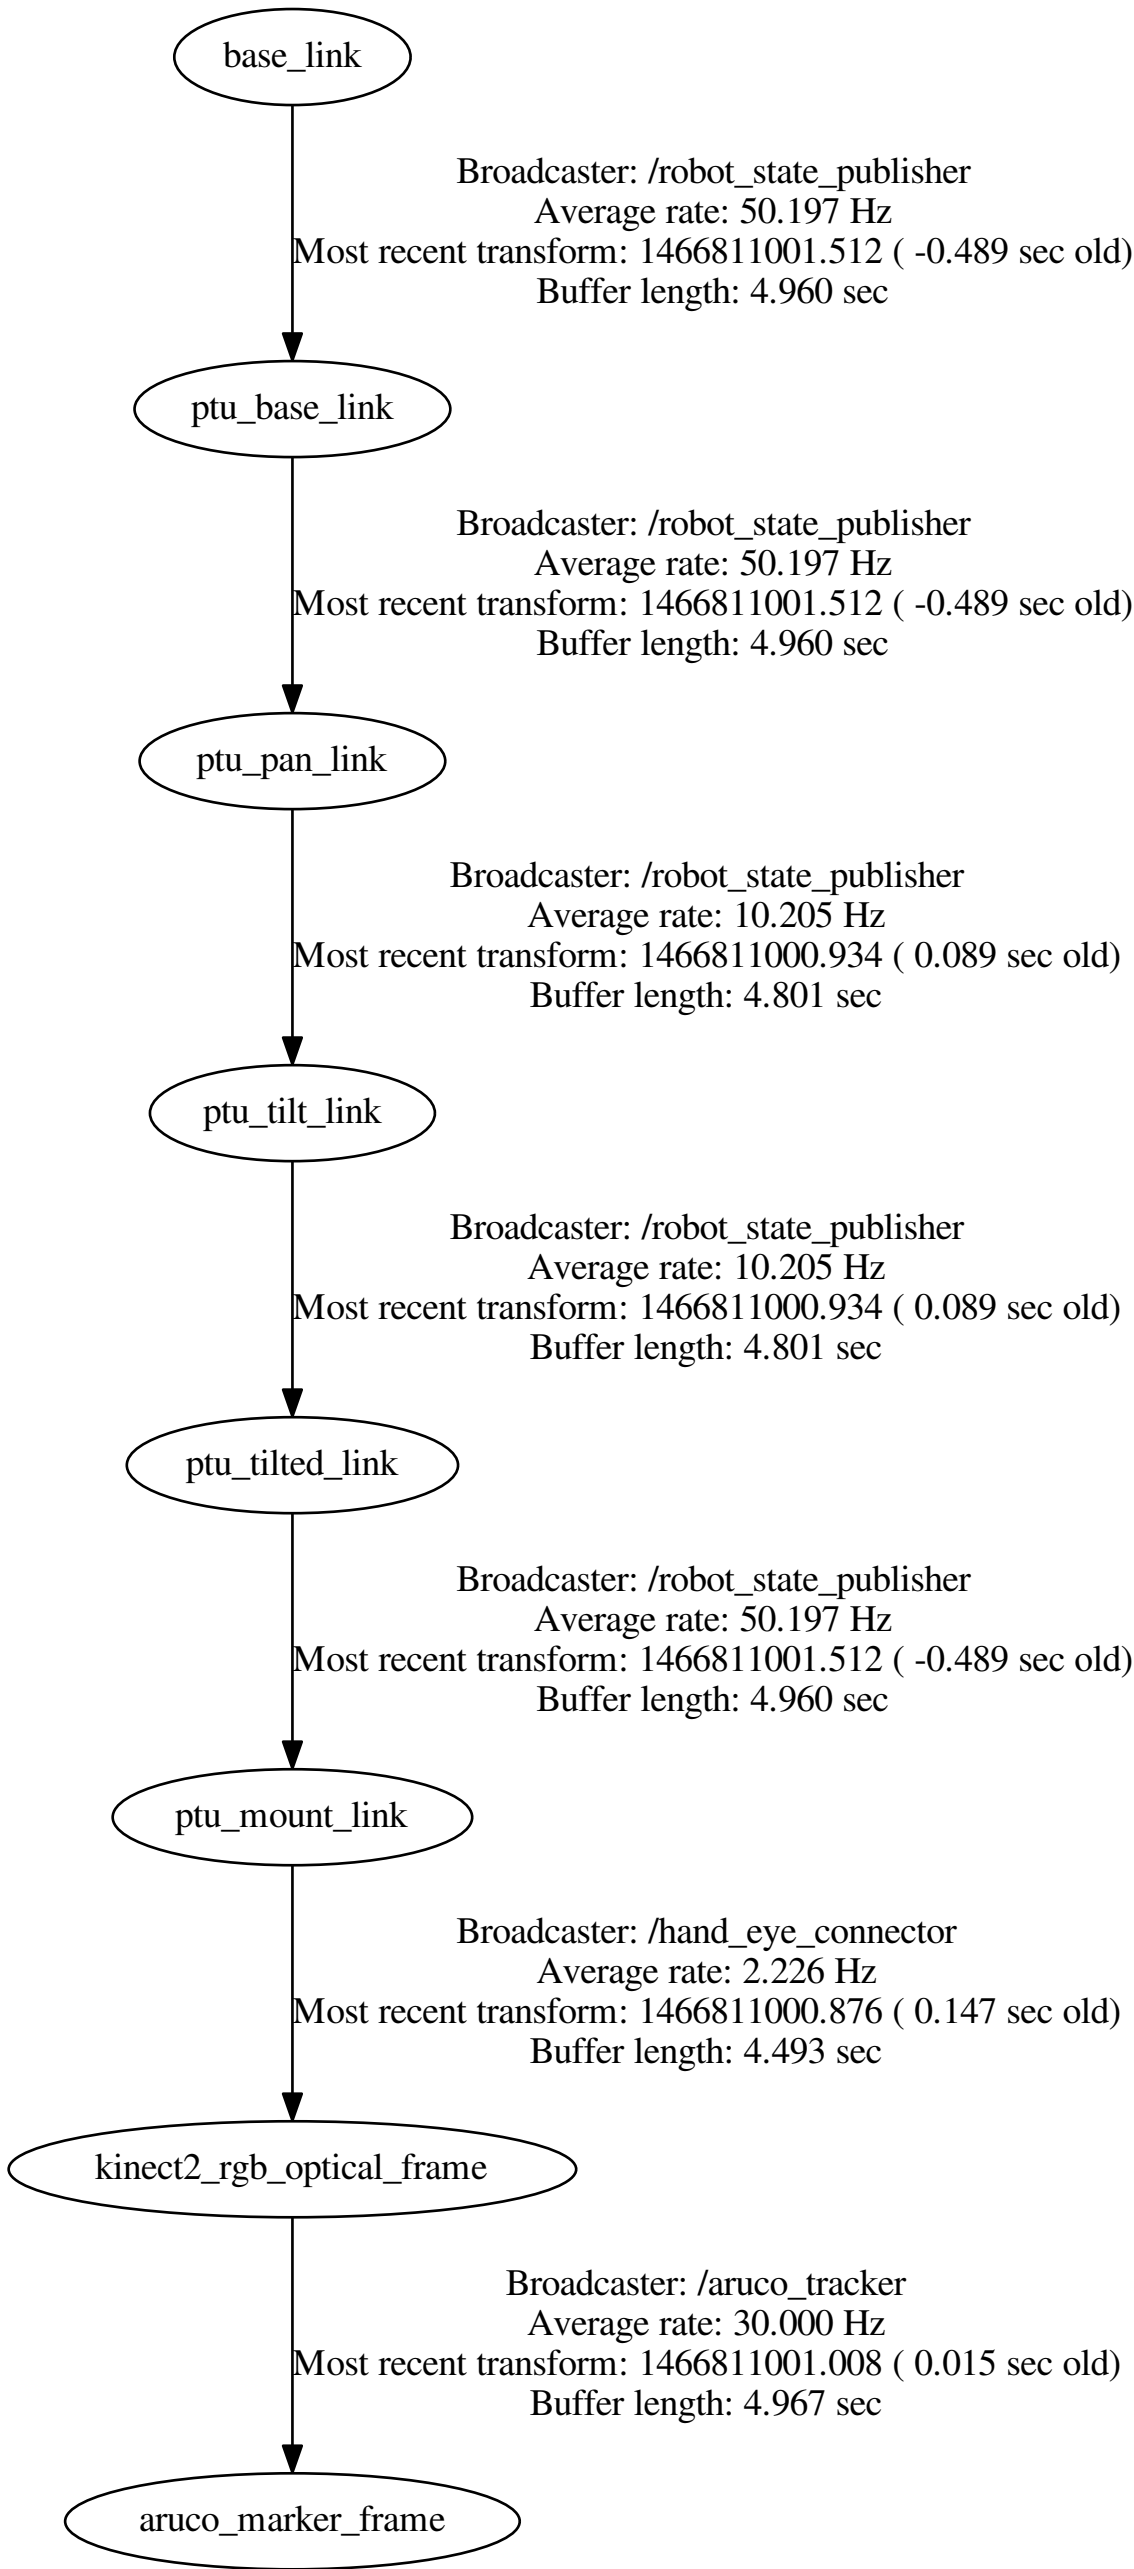 base_link
Broadcaster: /robot_state_publisher
Average rate: 50.197 Hz
Most recent transform: 1466811001.512 ( -0.489 sec old)
Buffer length: 4.960 sec
ptu_base_link
Broadcaster: /robot_state_publisher
Average rate: 50.197 Hz
Most recent transform: 1466811001.512 ( -0.489 sec old)
Buffer length: 4.960 sec
ptu_pan_link
Broadcaster: /robot_state_publisher
Average rate: 10.205 Hz
Most recent transform: 1466811000.934 ( 0.089 sec old)
Buffer length: 4.801 sec
ptu_tilt_link
Broadcaster: /robot_state_publisher
Average rate: 10.205 Hz
Most recent transform: 1466811000.934 ( 0.089 sec old)
Buffer length: 4.801 sec
ptu_tilted_link
Broadcaster: /robot_state_publisher
Average rate: 50.197 Hz
Most recent transform: 1466811001.512 ( -0.489 sec old)
Buffer length: 4.960 sec
ptu_mount_link
Broadcaster: /hand_eye_connector
Average rate: 2.226 Hz
Most recent transform: 1466811000.876 ( 0.147 sec old)
Buffer length: 4.493 sec
kinect2_rgb_optical_frame
Broadcaster: /aruco_tracker
Average rate: 30.000 Hz
Most recent transform: 1466811001.008 ( 0.015 sec old)
Buffer length: 4.967 sec
aruco_marker_frame